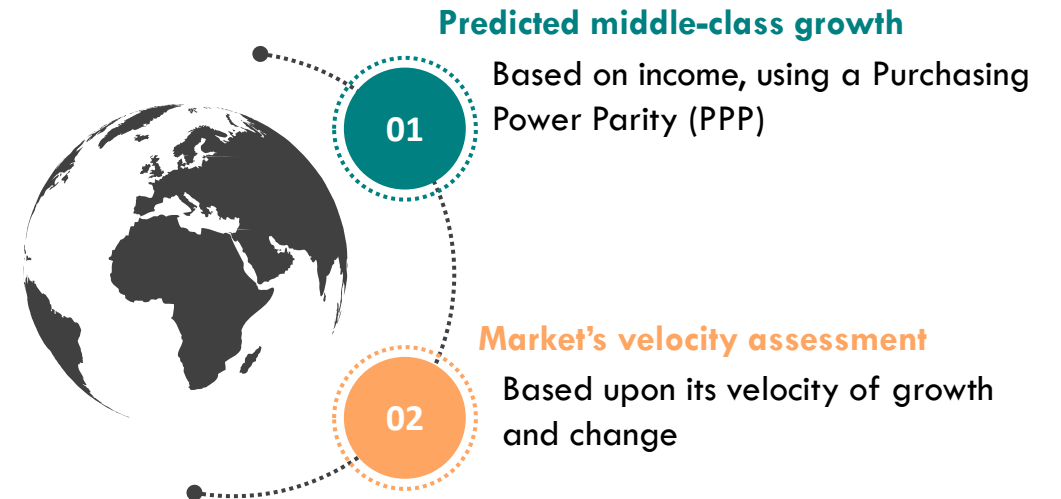 Predicted middle-class growth
01
Based on income, using a Purchasing
Power Parity (PPP)
Market’s velocity assessment
02
Based upon its velocity of growth
and change